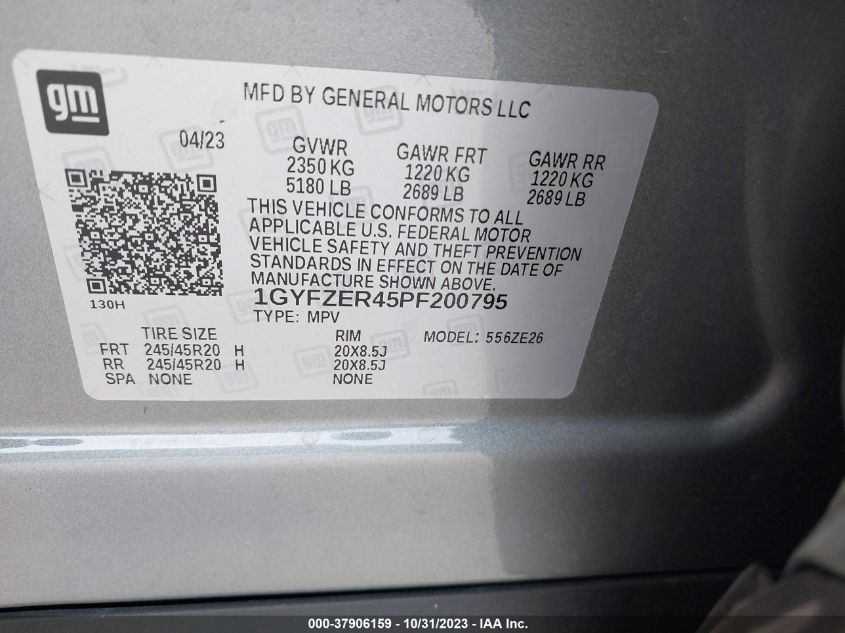 gm
MFD BY GENERAL MOTORS LLC
04/23
GVWR GAWR FRT GAWR RR
2350 KG 1220 KG 1220 KG
5180 LB 2689 LB 2689 LB
THIS VEHICLE CONFORMS TO ALL
APPLICABLE U.S. FEDERAL MOTOR
VEHICLE SAFETY AND THEFT PREVENTION
STANDARDS IN EFFECT ON THE DATE OF
MANUFACTURE SHOWN ABOVE.
130H
1GYFZER45PF200795
TYPE: MPV
TIRE SIZE RIM MODEL: 556ZE26
FRT 245/45R20 H 20X8.5J
RR 245/45R20 H 20X8.5J
SPA NONE NONE
000-37906159 - 10/31/2023 - IAA Inc.